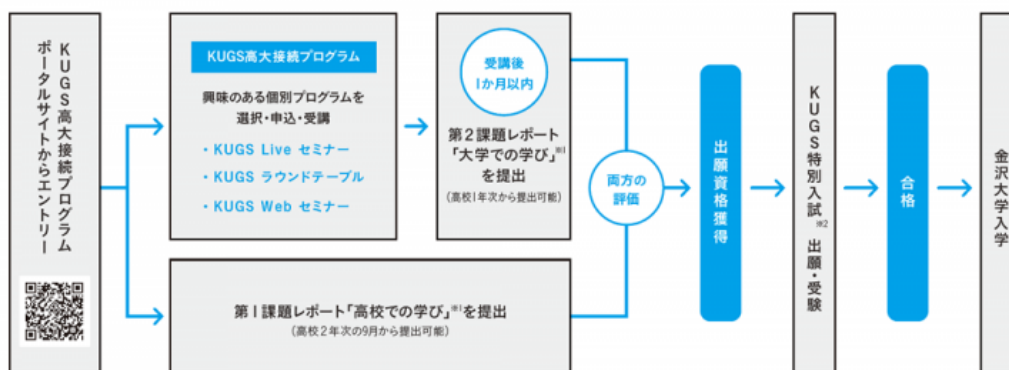 KUGS高大接続プログラム
ポータルサイトからエントリー
KUGS高大接続プログラム
興味のある個別プログラムを
選択・申込・受講
・KUGS Live セミナー
・KUGS ラウンドテーブル
・KUGS Web セミナー
受講後
1か月以内
第2課題レポート
「大学での学び」※1
を提出
(高校1年次から提出可能)
第1課題レポート「高校での学び」※1を提出
(高校2年次の9月から提出可能)
両方の
評価
出願資格獲得
KUGS特別入試※2 出願・受験
合格
金沢大学入学